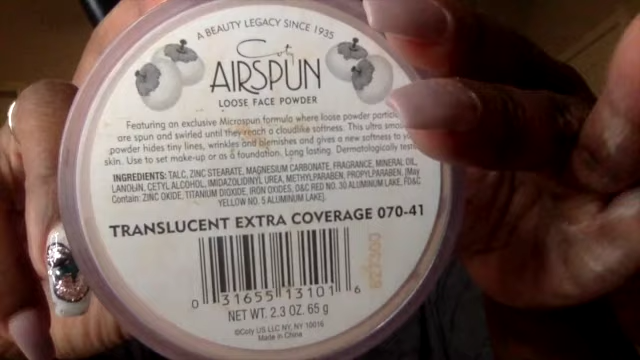 A BEAUTY LEGACY SINCE 1935
Coty
AIRSPUN
LOOSE FACE POWDER
Featuring an exclusive Microspun formula where loose powder
are spun and swirled until they reach a cloudlike softness. This ultra
powder hides tiny lines, wrinkles and blemishes and gives a new softness to
skin. Use to set make-up or as a foundation. Long lasting. Dermatologically
INGREDIENTS: TALC, ZINC STEARATE, MAGNESIUM CARBONATE, FRAGRANCE, MINERAL OIL,
LANOLIN, CETYL ALCOHOL, IMIDAZOLIDINYL UREA, METHYLPARABEN, PROPYLPARABEN. [May
Contain: ZINC OXIDE, TITANIUM DIOXIDE, IRON OXIDES, D&C RED NO. 30 ALUMINUM LAKE, FD&C
YELLOW NO. 5 ALUMINUM LAKE].
TRANSLUCENT EXTRA COVERAGE 070-41
0 31655 13101 6
NET WT. 2.3 OZ. 65 g
©Coty US LLC NY, NY 10016
Made in China